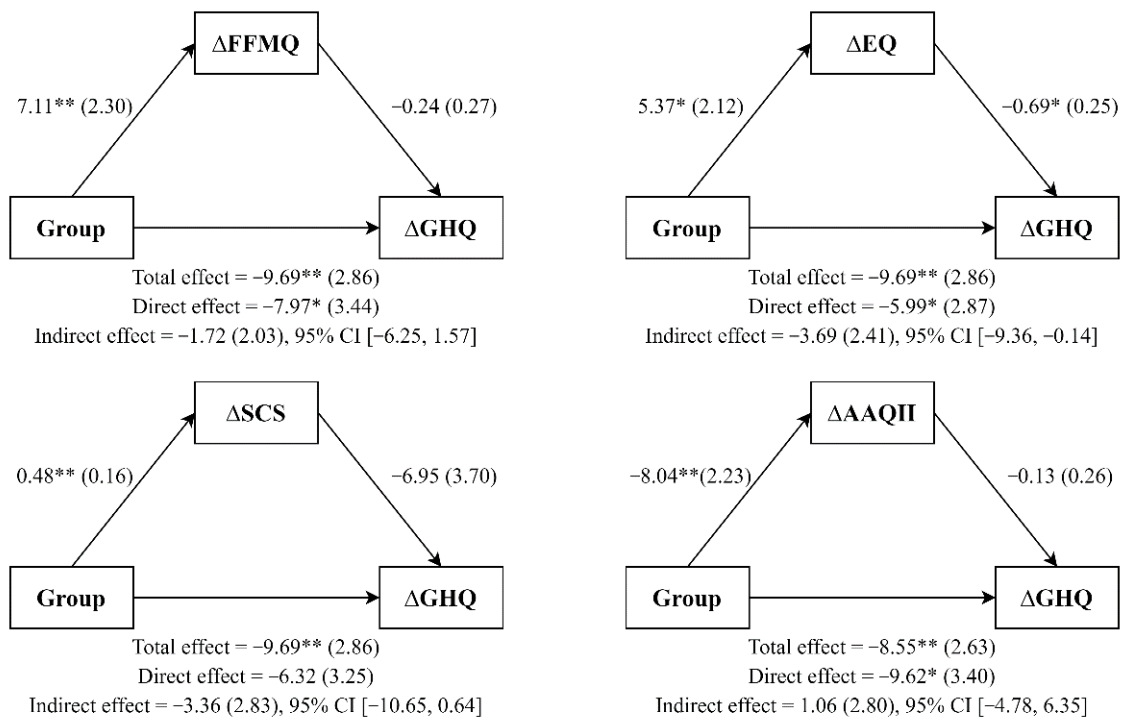 ΔFFMQ
7.11** (2.30)
−0.24 (0.27)
Group
ΔGHQ
Total effect = −9.69** (2.86)
Direct effect = −7.97* (3.44)
Indirect effect = −1.72 (2.03), 95% CI [−6.25, 1.57]
ΔEQ
5.37* (2.12)
−0.69* (0.25)
Group
ΔGHQ
Total effect = −9.69** (2.86)
Direct effect = −5.99* (2.87)
Indirect effect = −3.69 (2.41), 95% CI [−9.36, −0.14]
ΔSCS
0.48** (0.16)
−6.95 (3.70)
Group
ΔGHQ
Total effect = −9.69** (2.86)
Direct effect = −6.32 (3.25)
Indirect effect = −3.36 (2.83), 95% CI [−10.65, 0.64]
ΔAAQII
−8.04**(2.23)
−0.13 (0.26)
Group
ΔGHQ
Total effect = −8.55** (2.63)
Direct effect = −9.62* (3.40)
Indirect effect = 1.06 (2.80), 95% CI [−4.78, 6.35]